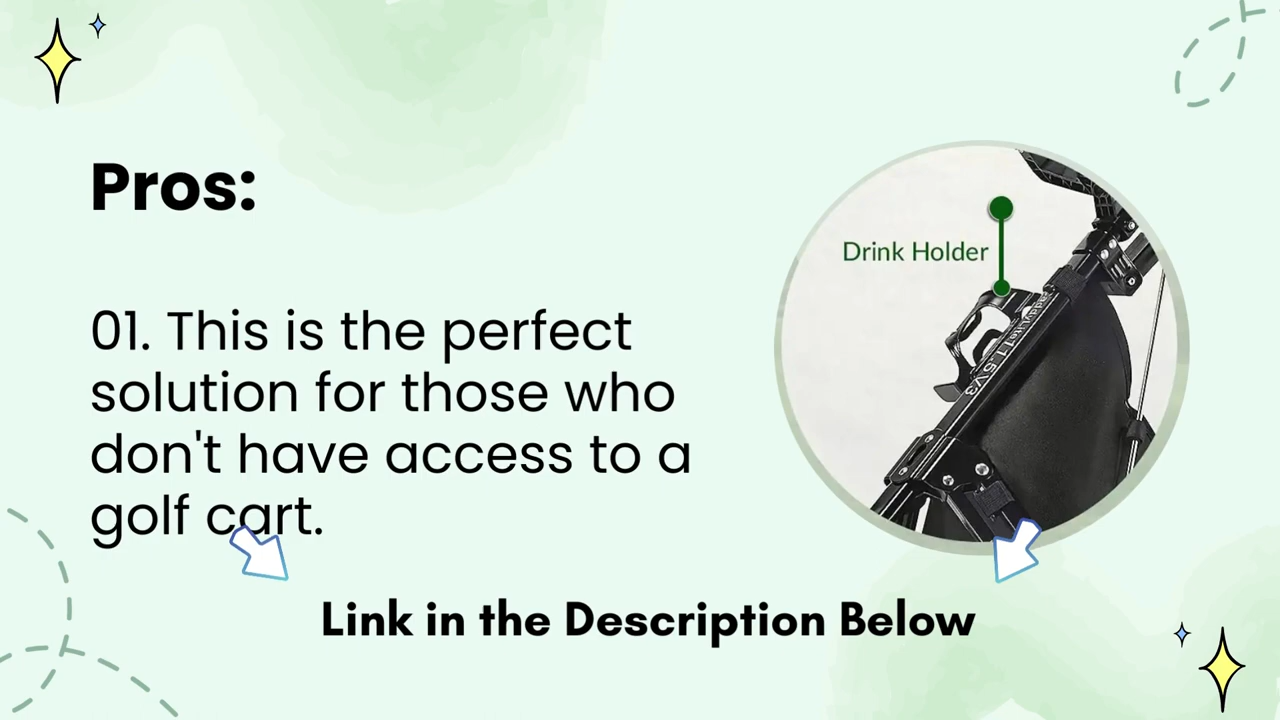 Pros:
01. This is the perfect
solution for those who
don't have access to a
golf cart.
Drink Holder
Link in the Description Below